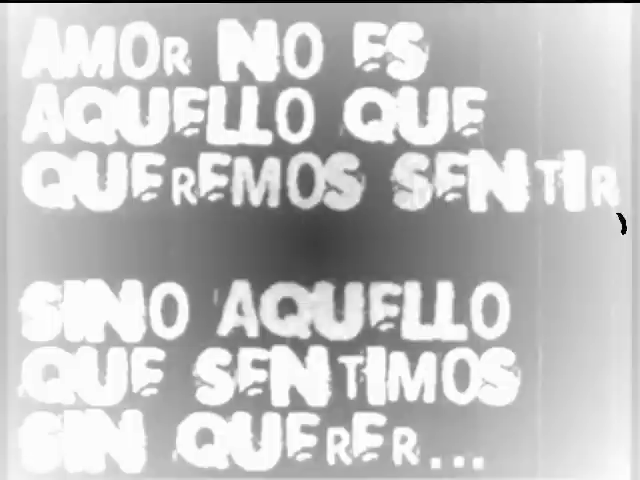 AMOR NO ES
AQUELLO QUE
QUEREMOS SENTIR
SINO AQUELLO
QUE SENTIMOS
SIN QUERER...